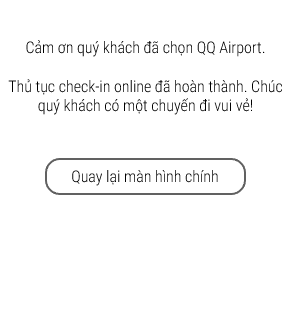 Cảm ơn quý khách đã chọn QQ Airport.
Thủ tục check-in online đã hoàn thành. Chúc
quý khách có một chuyến đi vui vẻ!
Quay lại màn hình chính